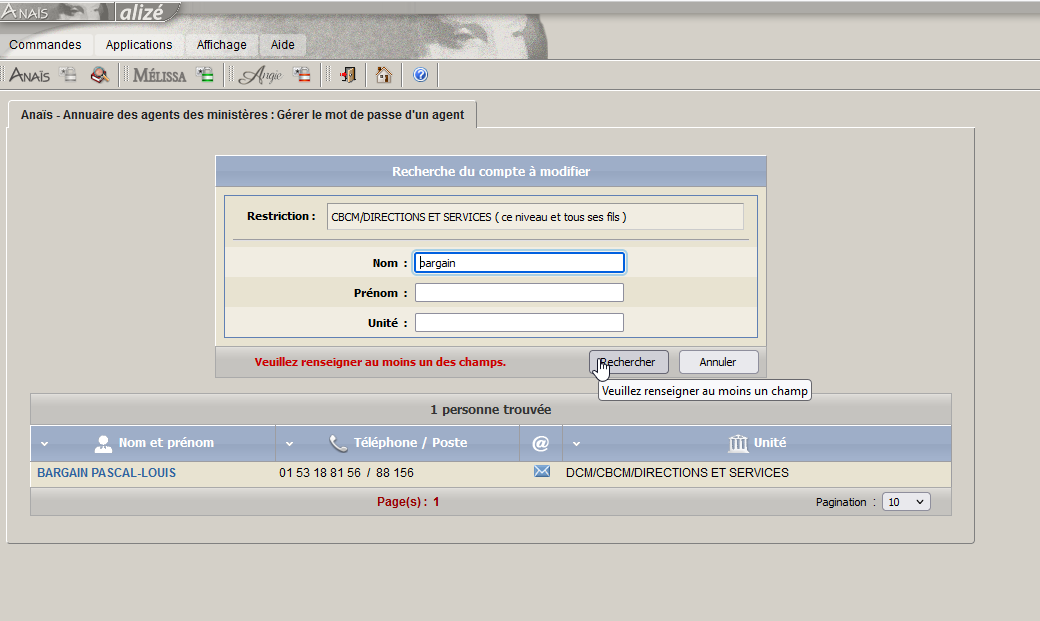 ANAIS alizé
Commandes Applications Affichage Aide
ANAÏS MÉLISSA Angie
Anaïs - Annuaire des agents des ministères : Gérer le mot de passe d'un agent
Recherche du compte à modifier
Restriction : CBCM/DIRECTIONS ET SERVICES ( ce niveau et tous ses fils )
Nom : bargain
Prénom :
Unité :
Veuillez renseigner au moins un des champs. Rechercher Annuler
Veuillez renseigner au moins un champ
1 personne trouvée
Nom et prénom Téléphone / Poste @ Unité
BARGAIN PASCAL-LOUIS 01 53 18 81 56 / 88 156 DCM/CBCM/DIRECTIONS ET SERVICES
Page(s) : 1 Pagination : 10